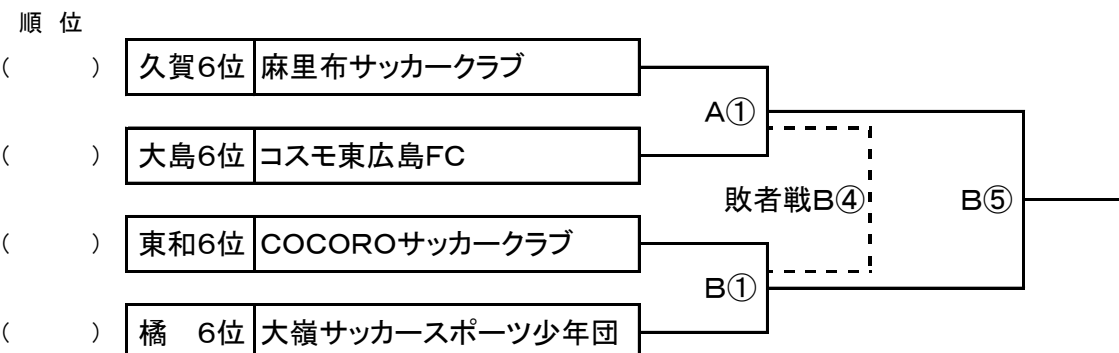 順 位
( ) 久賀6位 麻里布サッカークラブ
A①
( ) 大島6位 コスモ東広島FC
敗者戦B④ B⑤
( ) 東和6位 COCOROサッカークラブ
B①
( ) 橘 6位 大嶺サッカースポーツ少年団